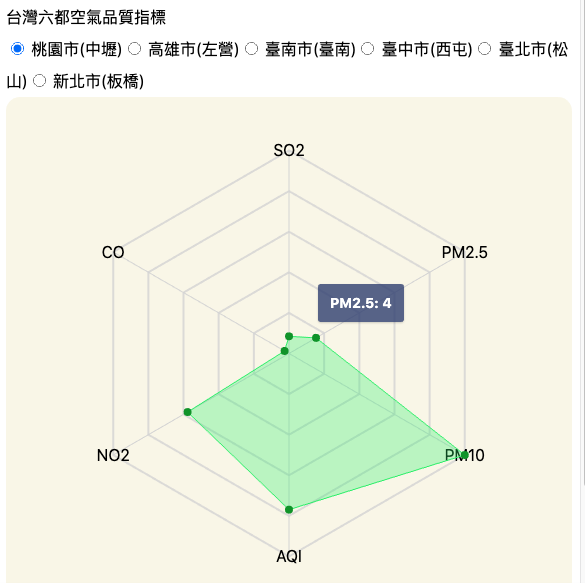 台灣六都空氣品質指標
桃園市(中壢) 高雄市(左營) 臺南市(臺南) 臺中市(西屯) 臺北市(松
山) 新北市(板橋)
SO2
CO
PM2.5
PM2.5: 4
NO2
PM10
AQI